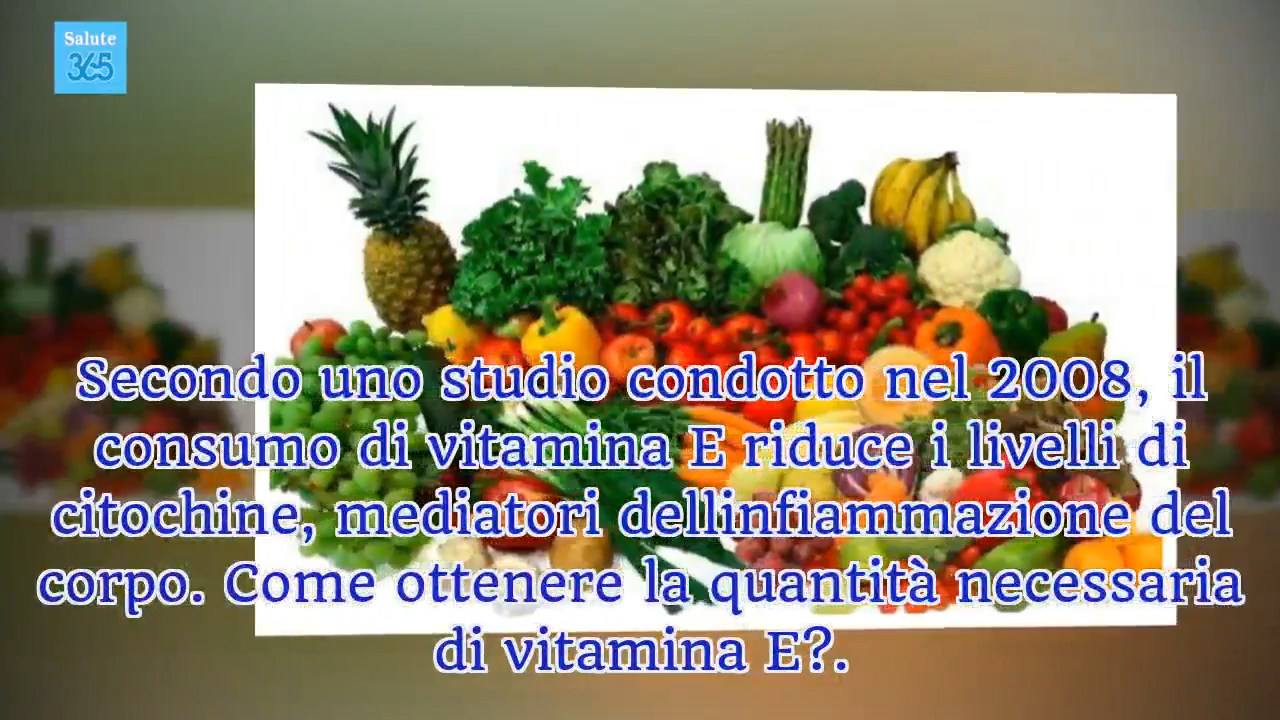 Salute
365
Secondo uno studio condotto nel 2008, il
consumo di vitamina E riduce i livelli di
citochine, mediatori dellinfiammazione del
corpo. Come ottenere la quantità necessaria
di vitamina E?.